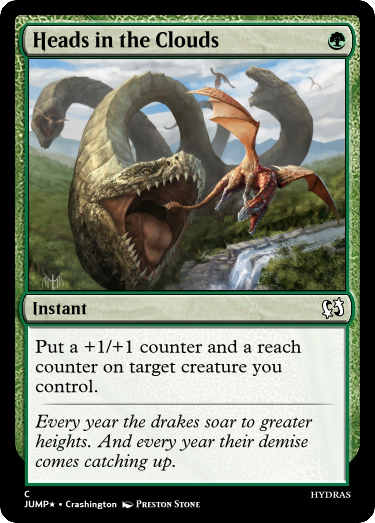 Heads in the Clouds
Instant
Put a +1/+1 counter and a reach
counter on target creature you
control.
Every year the drakes soar to greater
heights. And every year their demise
comes catching up.
C
HYDRAS
JUMP★ • Crashington PRESTON STONE